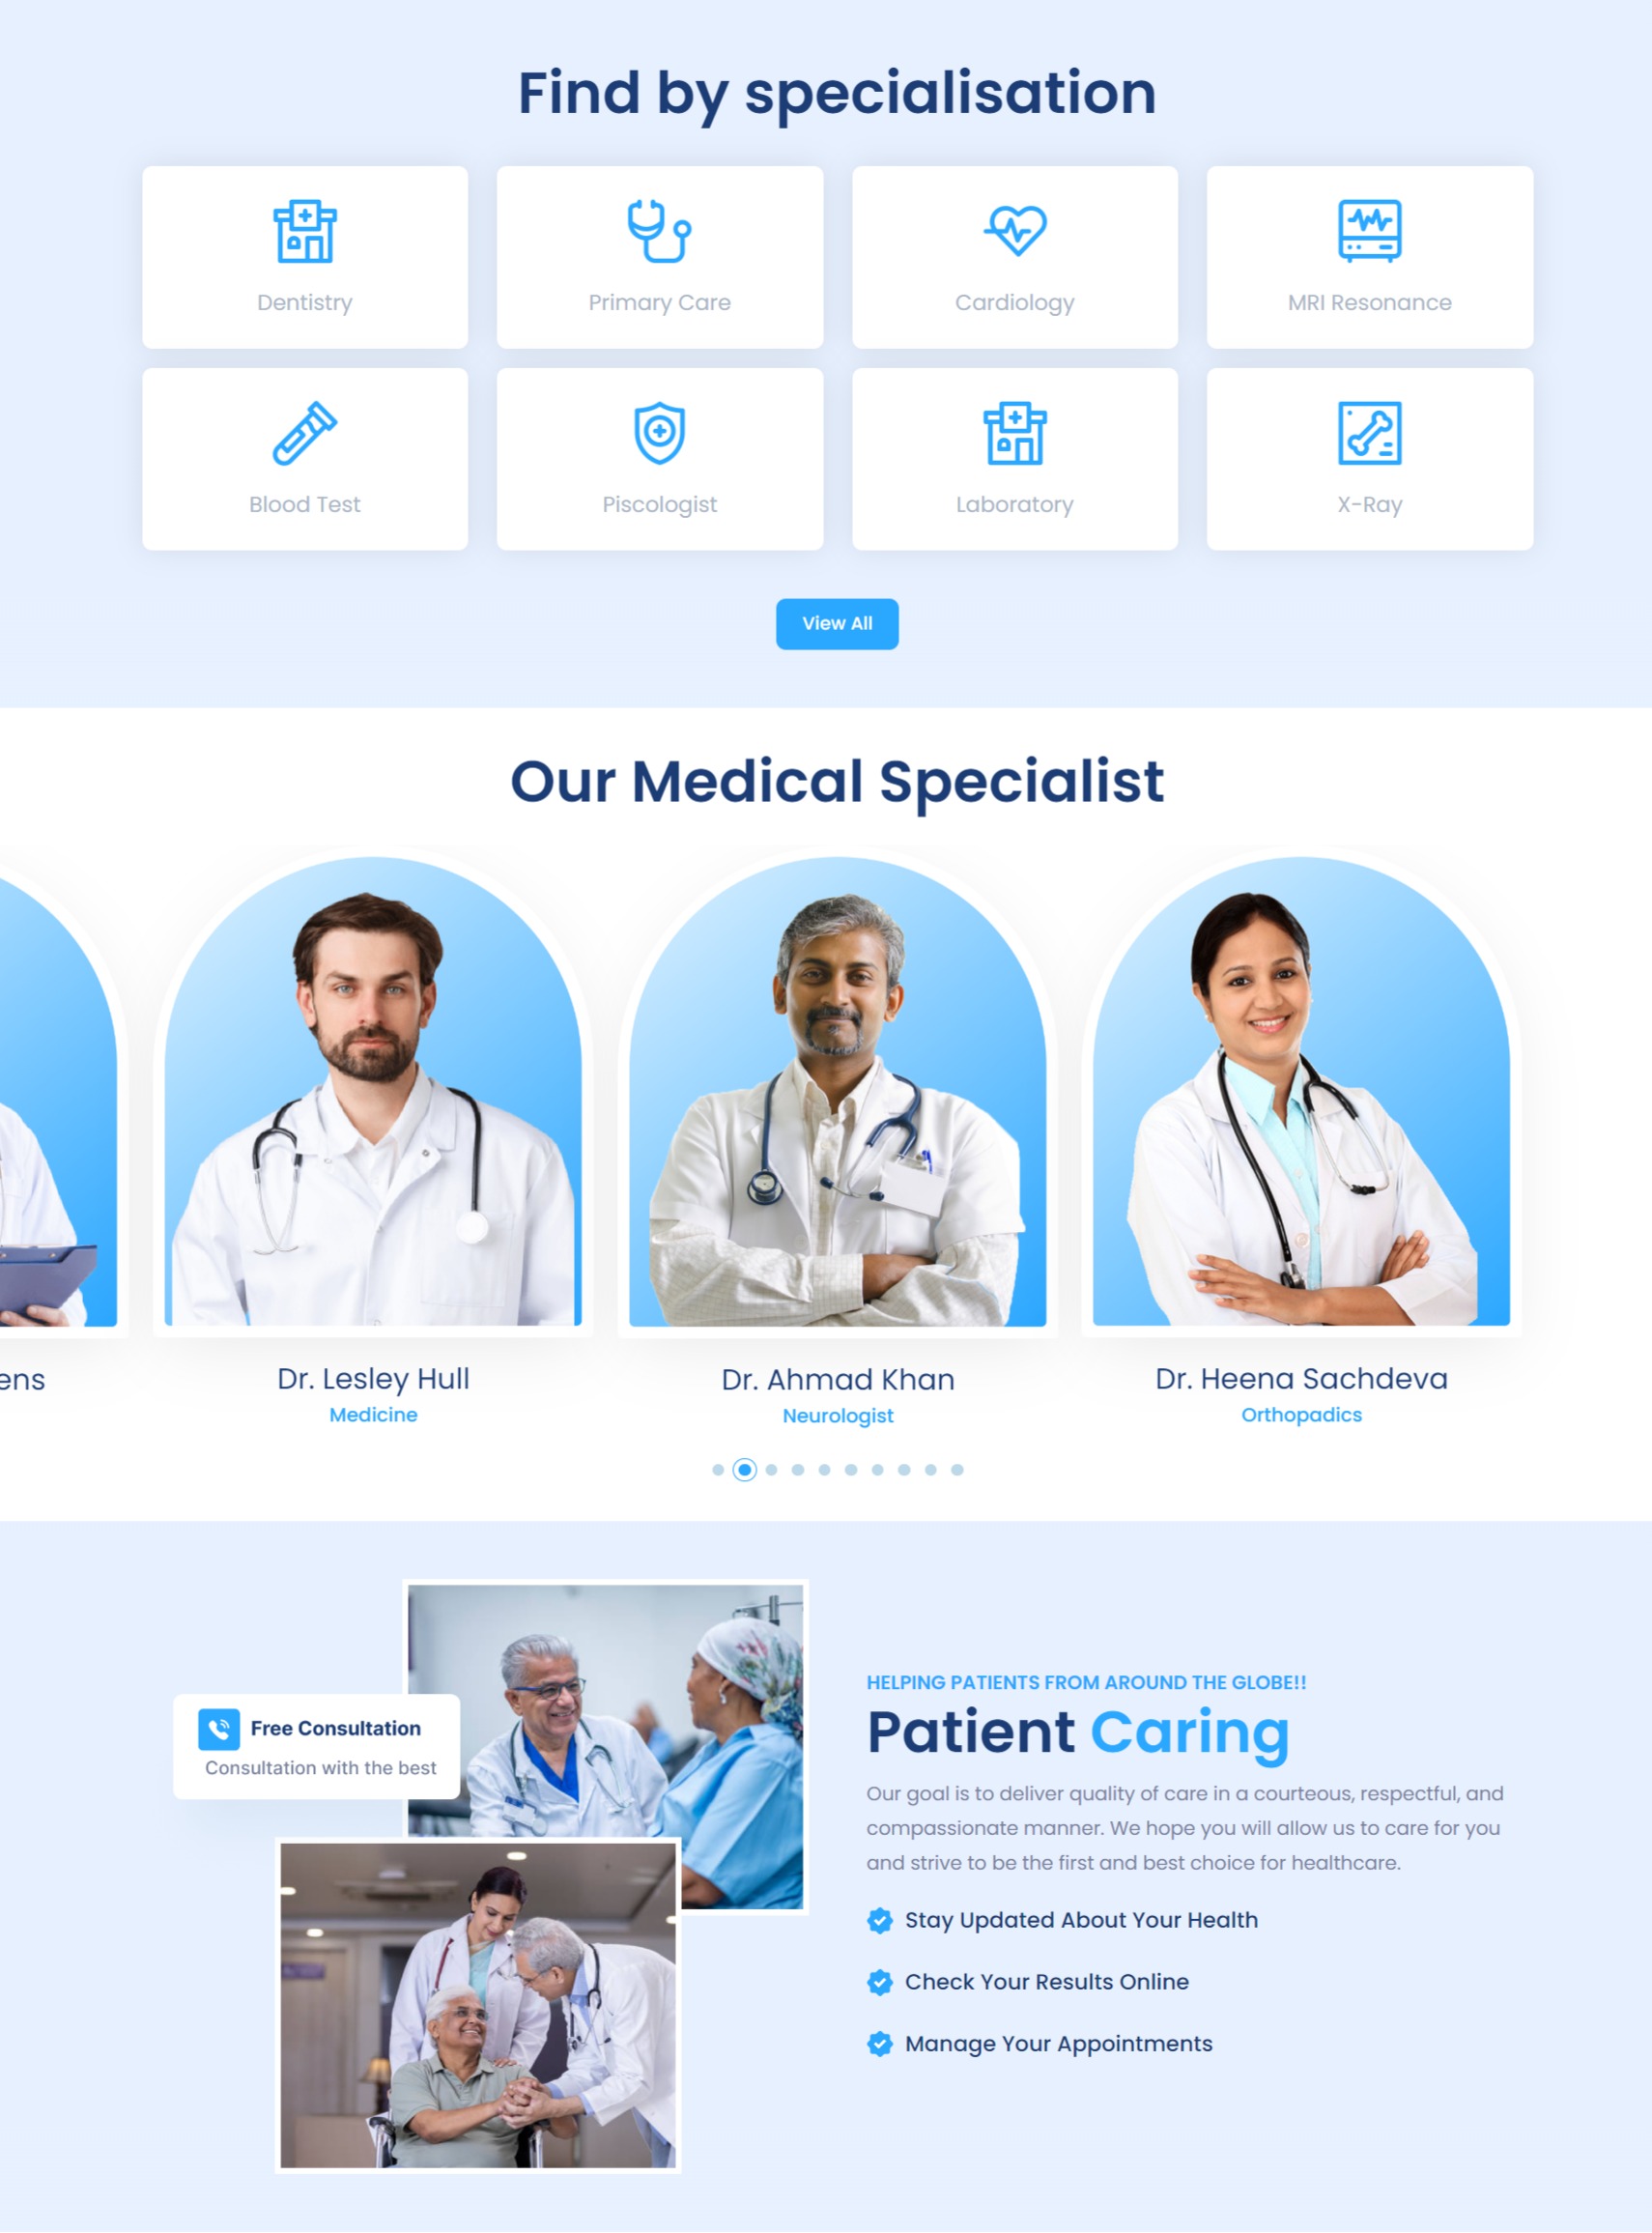 Find by specialisation
Dentistry
Primary Care
Cardiology
MRI Resonance
Blood Test
Piscologist
Laboratory
X-Ray
View All
Our Medical Specialist
ens
Dr. Lesley Hull
Medicine
Dr. Ahmad Khan
Neurologist
Dr. Heena Sachdeva
Orthopadics
Free Consultation
Consultation with the best
HELPING PATIENTS FROM AROUND THE GLOBE!!
Patient Caring
Our goal is to deliver quality of care in a courteous, respectful, and
compassionate manner. We hope you will allow us to care for you
and strive to be the first and best choice for healthcare.
Stay Updated About Your Health
Check Your Results Online
Manage Your Appointments